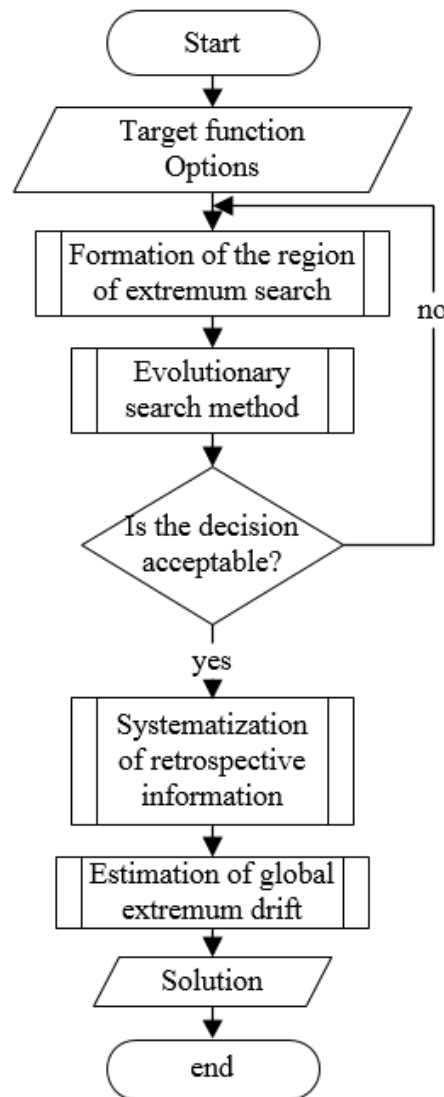 Start
Target function
Options
Formation of the region
of extremum search
no
Evolutionary
search method
Is the decision
acceptable?
yes
Systematization
of retrospective
information
Estimation of global
extremum drift
Solution
end